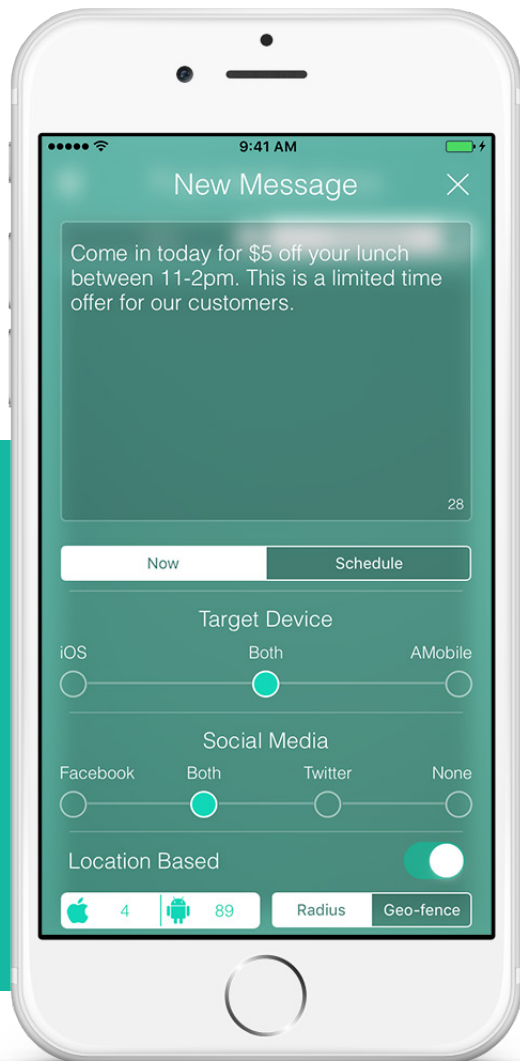 9:41 AM
New Message
Come in today for $5 off your lunch
between 11-2pm. This is a limited time
offer for our customers.
28
Now Schedule
Target Device
iOS Both AMobile
Social Media
Facebook Both Twitter None
Location Based
4 89 Radius Geo-fence